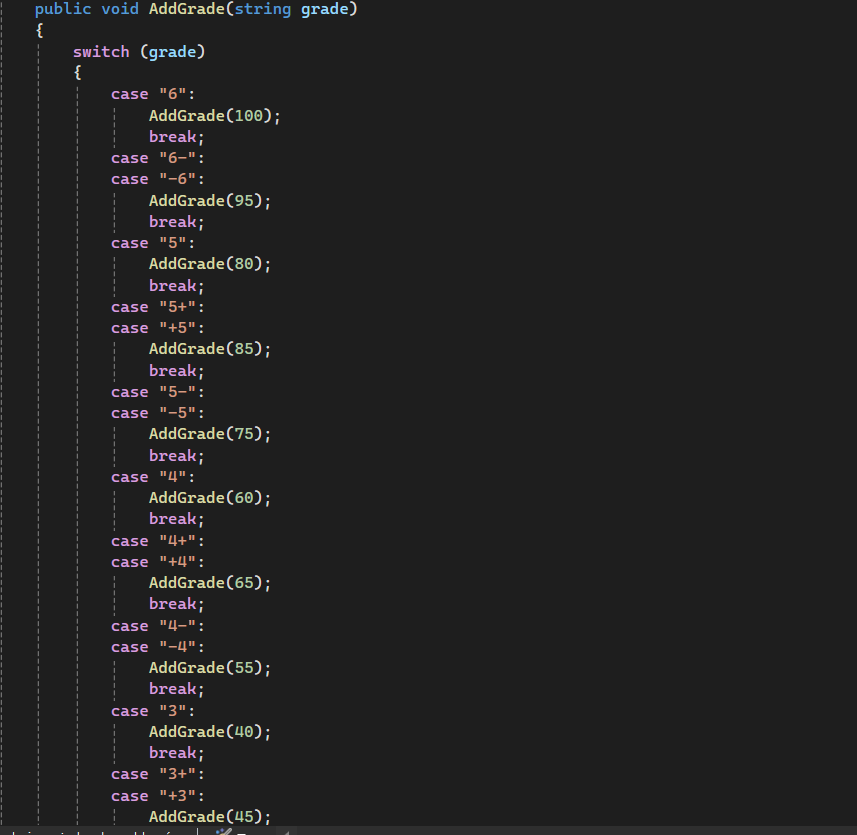 public void AddGrade(string grade)
{
switch (grade)
{
case "6":
AddGrade(100);
break;
case "6-":
case "-6":
AddGrade(95);
break;
case "5":
AddGrade(80);
break;
case "5+":
case "+5":
AddGrade(85);
break;
case "5-":
case "-5":
AddGrade(75);
break;
case "4":
AddGrade(60);
break;
case "4+":
case "+4":
AddGrade(65);
break;
case "4-":
case "-4":
AddGrade(55);
break;
case "3":
AddGrade(40);
break;
case "3+":
case "+3":
AddGrade(45);